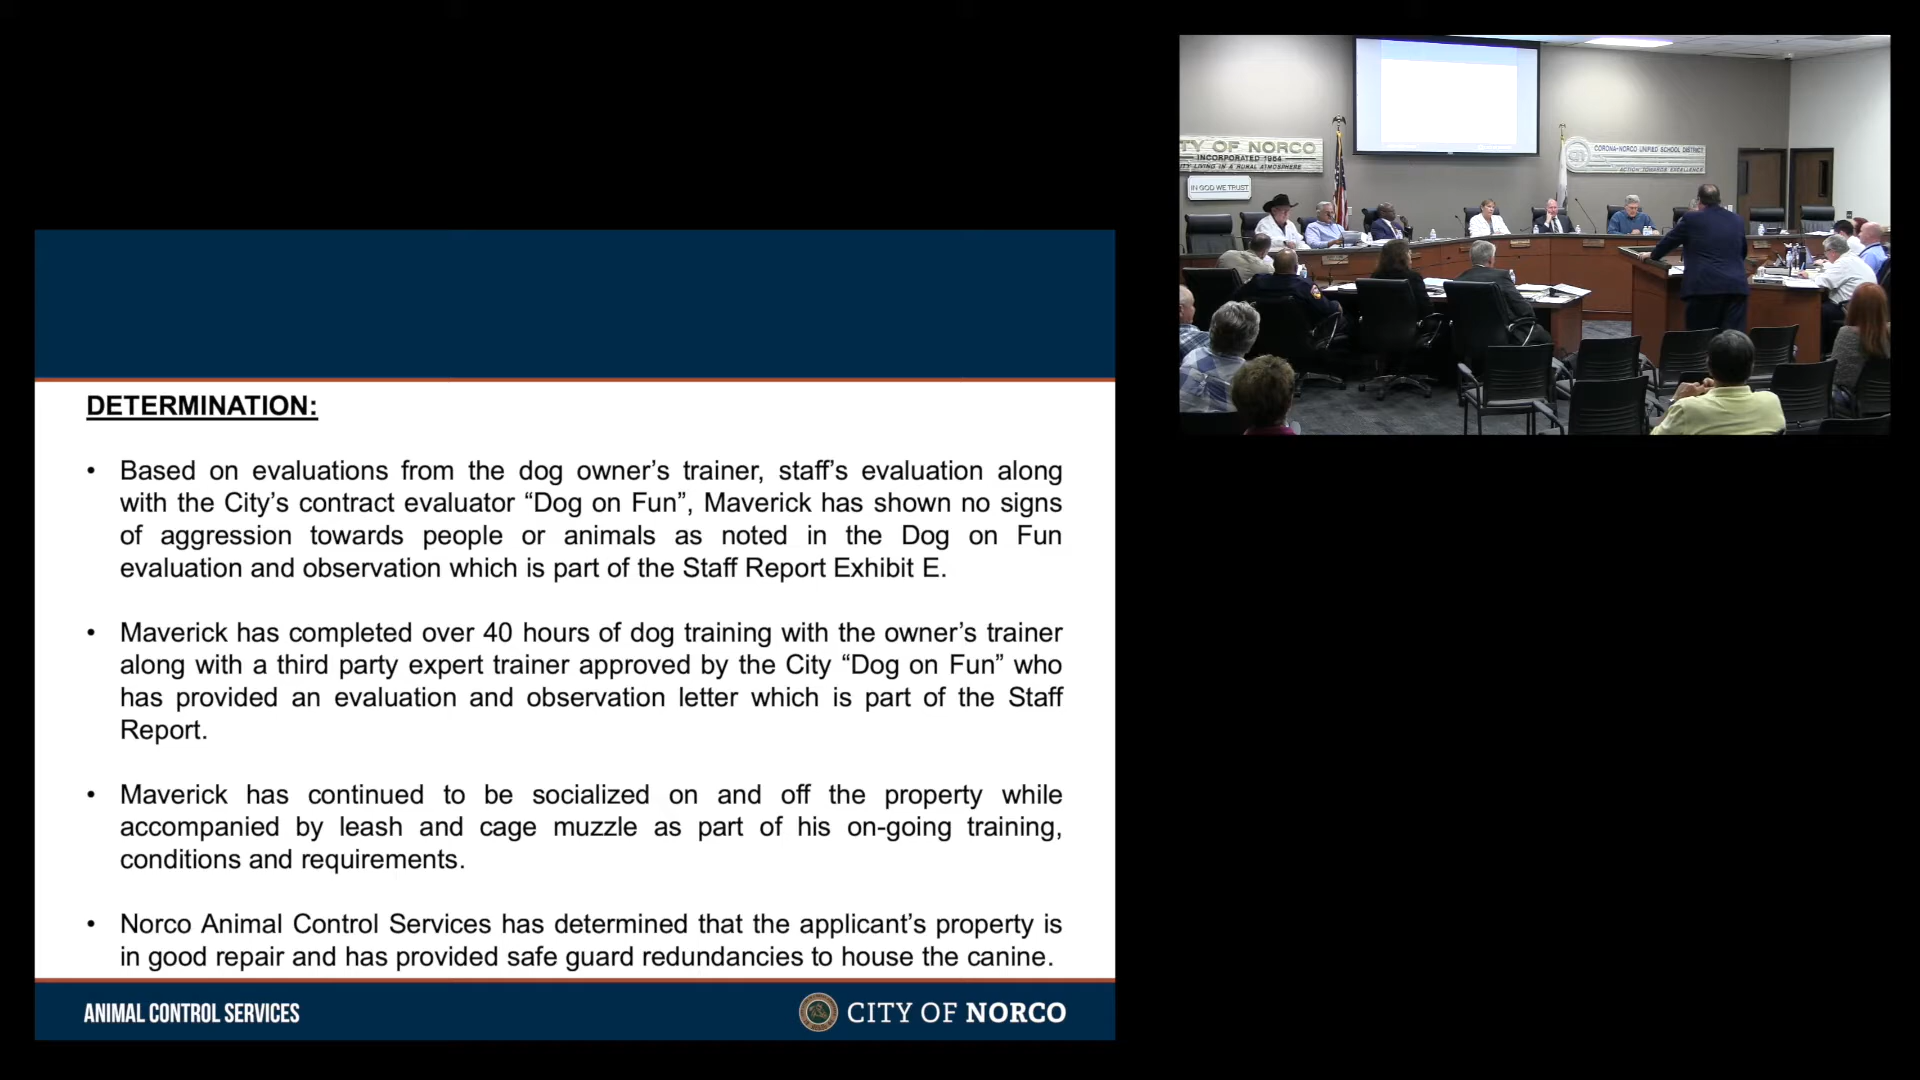 DETERMINATION:
• Based on evaluations from the dog owner’s trainer, staff’s evaluation along
with the City’s contract evaluator “Dog on Fun”, Maverick has shown no signs
of aggression towards people or animals as noted in the Dog on Fun
evaluation and observation which is part of the Staff Report Exhibit E.
• Maverick has completed over 40 hours of dog training with the owner’s trainer
along with a third party expert trainer approved by the City “Dog on Fun” who
has provided an evaluation and observation letter which is part of the Staff
Report.
• Maverick has continued to be socialized on and off the property while
accompanied by leash and cage muzzle as part of his on-going training,
conditions and requirements.
• Norco Animal Control Services has determined that the applicant’s property is
in good repair and has provided safe guard redundancies to house the canine.
ANIMAL CONTROL SERVICES
CITY OF NORCO
TY OF NORCO
INCORPORATED 1964
ITY LIVING IN A RURAL ATMOSPHERE
IN GOD WE TRUST
CORONA-NORCO UNIFIED SCHOOL DISTRICT
ACTION TOWARDS EXCELLENCE